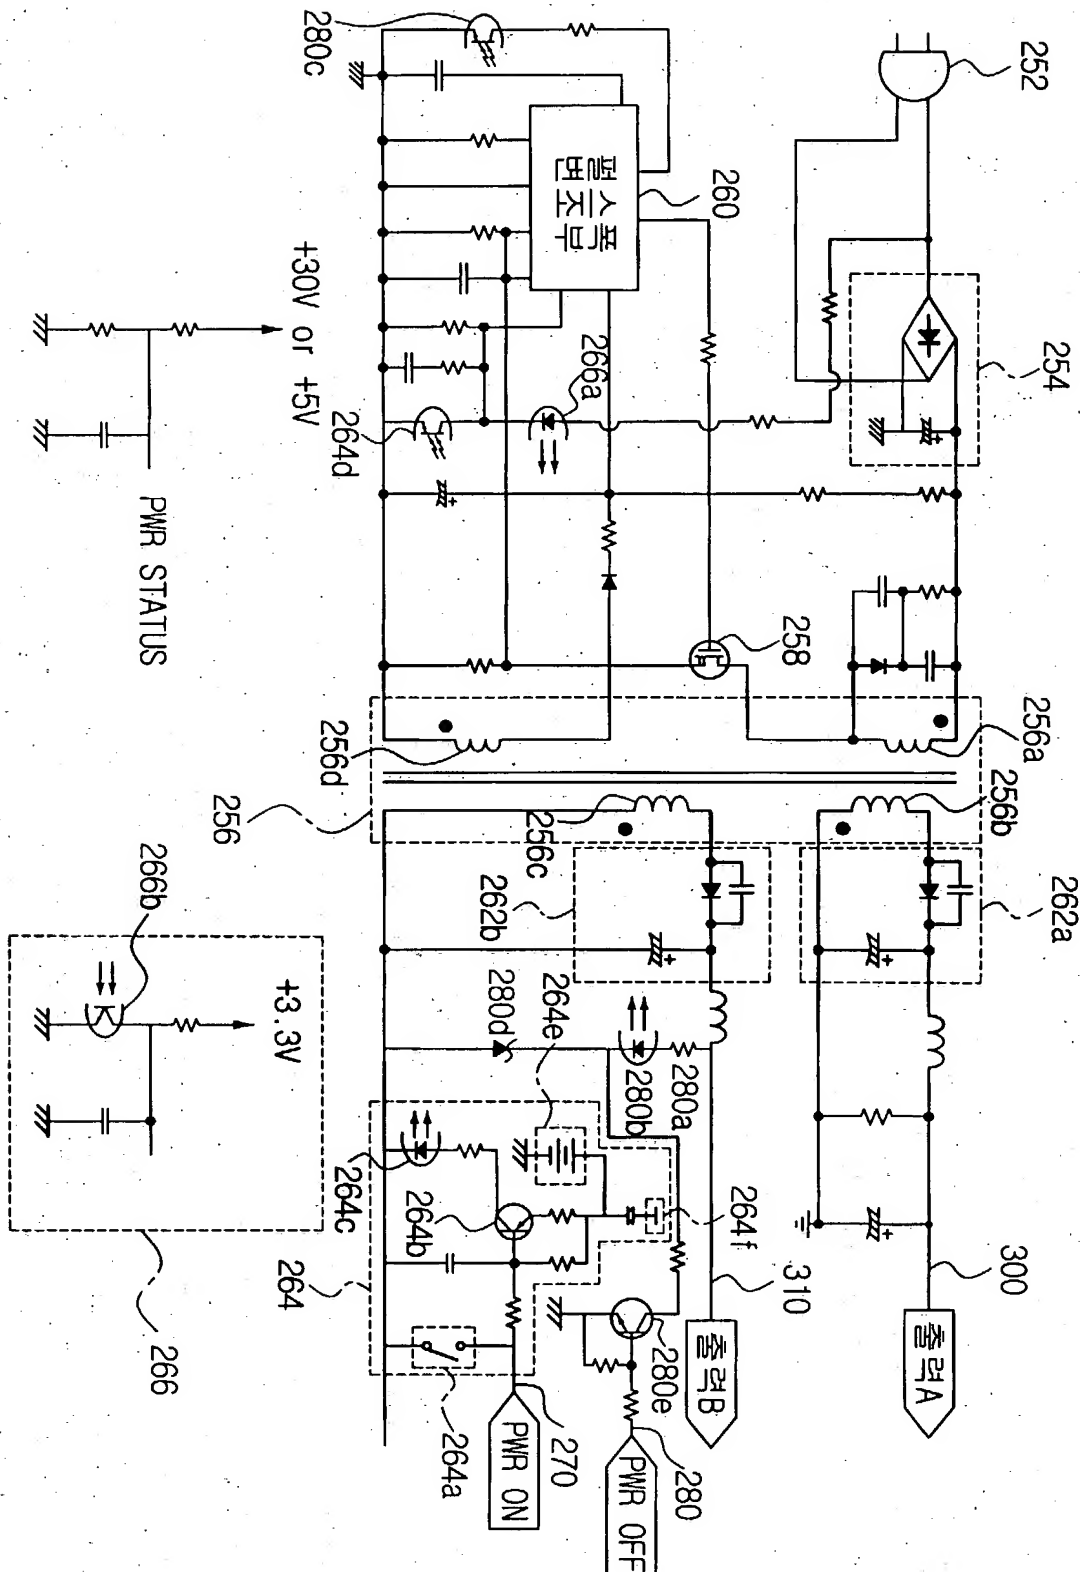 252
254
256a
256b
262a
300
출력A
258
260
펄스폭
변조부
280c
266a
264d
256d
256
256c
262b
310
출력B
280a
280b
280d
280e
280
PWR OFF
264e
264f
264b
264c
264
264a
270
PWR ON
+30V or +5V
PWR STATUS
266b
+3.3V
266